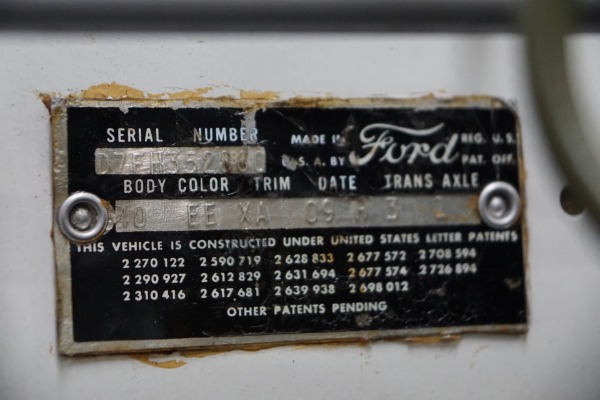 SERIAL NUMBER MADE IN Ford REG. U.S.
U.S.A. BY PAT. OFF.
BODY COLOR TRIM DATE TRANS AXLE
EE XA 09 3 1
THIS VEHICLE IS CONSTRUCTED UNDER UNITED STATES LETTER PATENTS
2 270 122 2 590 719 2 628 833 2 677 572 2 708 594
2 290 927 2 612 829 2 631 694 2 677 574 2 726 894
2 310 416 2 617 681 2 639 938 2 698 012
OTHER PATENTS PENDING